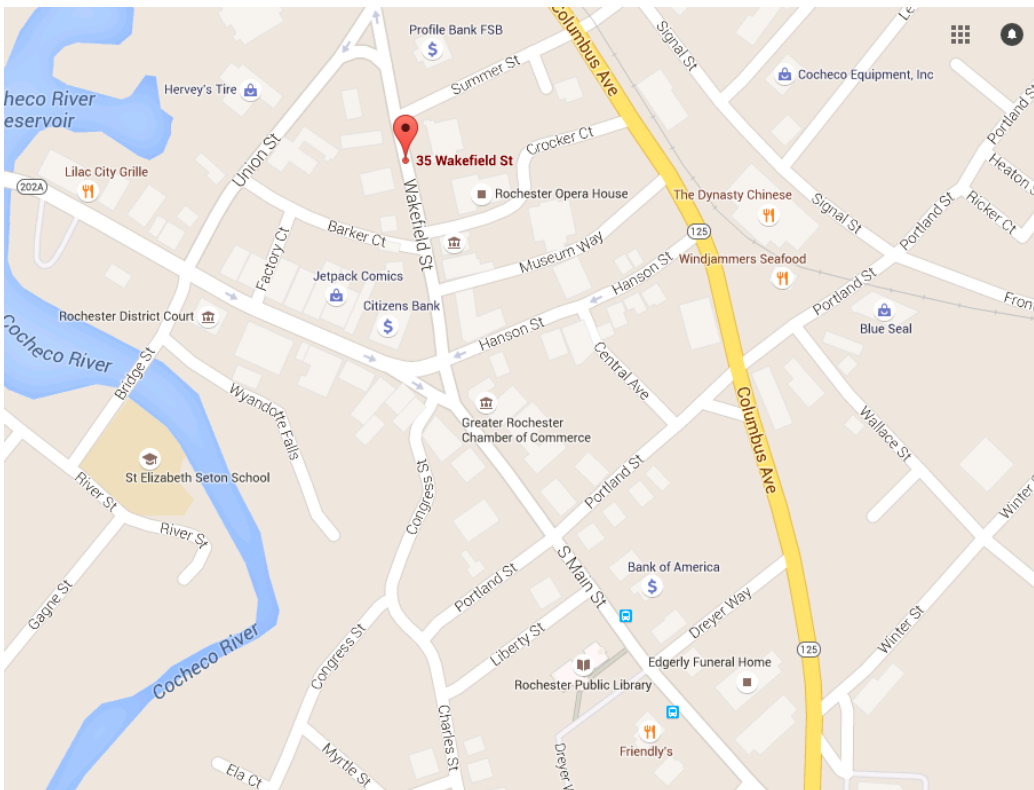 Profile Bank FSB
Columbus Ave
Signal St
Le
Cocheco Equipment, Inc
Hervey's Tire
Summer St
Portland St
Cocheco River
eservoir
Union St
Crocker Ct
35 Wakefield St
Heaton S
Lilac City Grille
202A
Wakefield St
Rochester Opera House
The Dynasty Chinese
Ricker Ct
Signal St
Portland St
Barker Ct
Factory Ct
Museum Way
125
Windjammers Seafood
Jetpack Comics
Hanson St
Portland St
Citizens Bank
Fron
Rochester District Court
Blue Seal
Cocheco River
Hanson St
Bridge St
Central Ave
Wyandotte Falls
Columbus Ave
Wallace St
Greater Rochester
Chamber of Commerce
St Elizabeth Seton School
Congress St
Portland St
River St
Winter S
River St
Bank of America
S Main St
Portland St
Gagne St
Dreyer Way
Winter St
Liberty St
Congress St
Cocheco River
125
Edgerly Funeral Home
Rochester Public Library
Charles St
Friendly's
Dreyer W
Myrtle St
Ela Ct